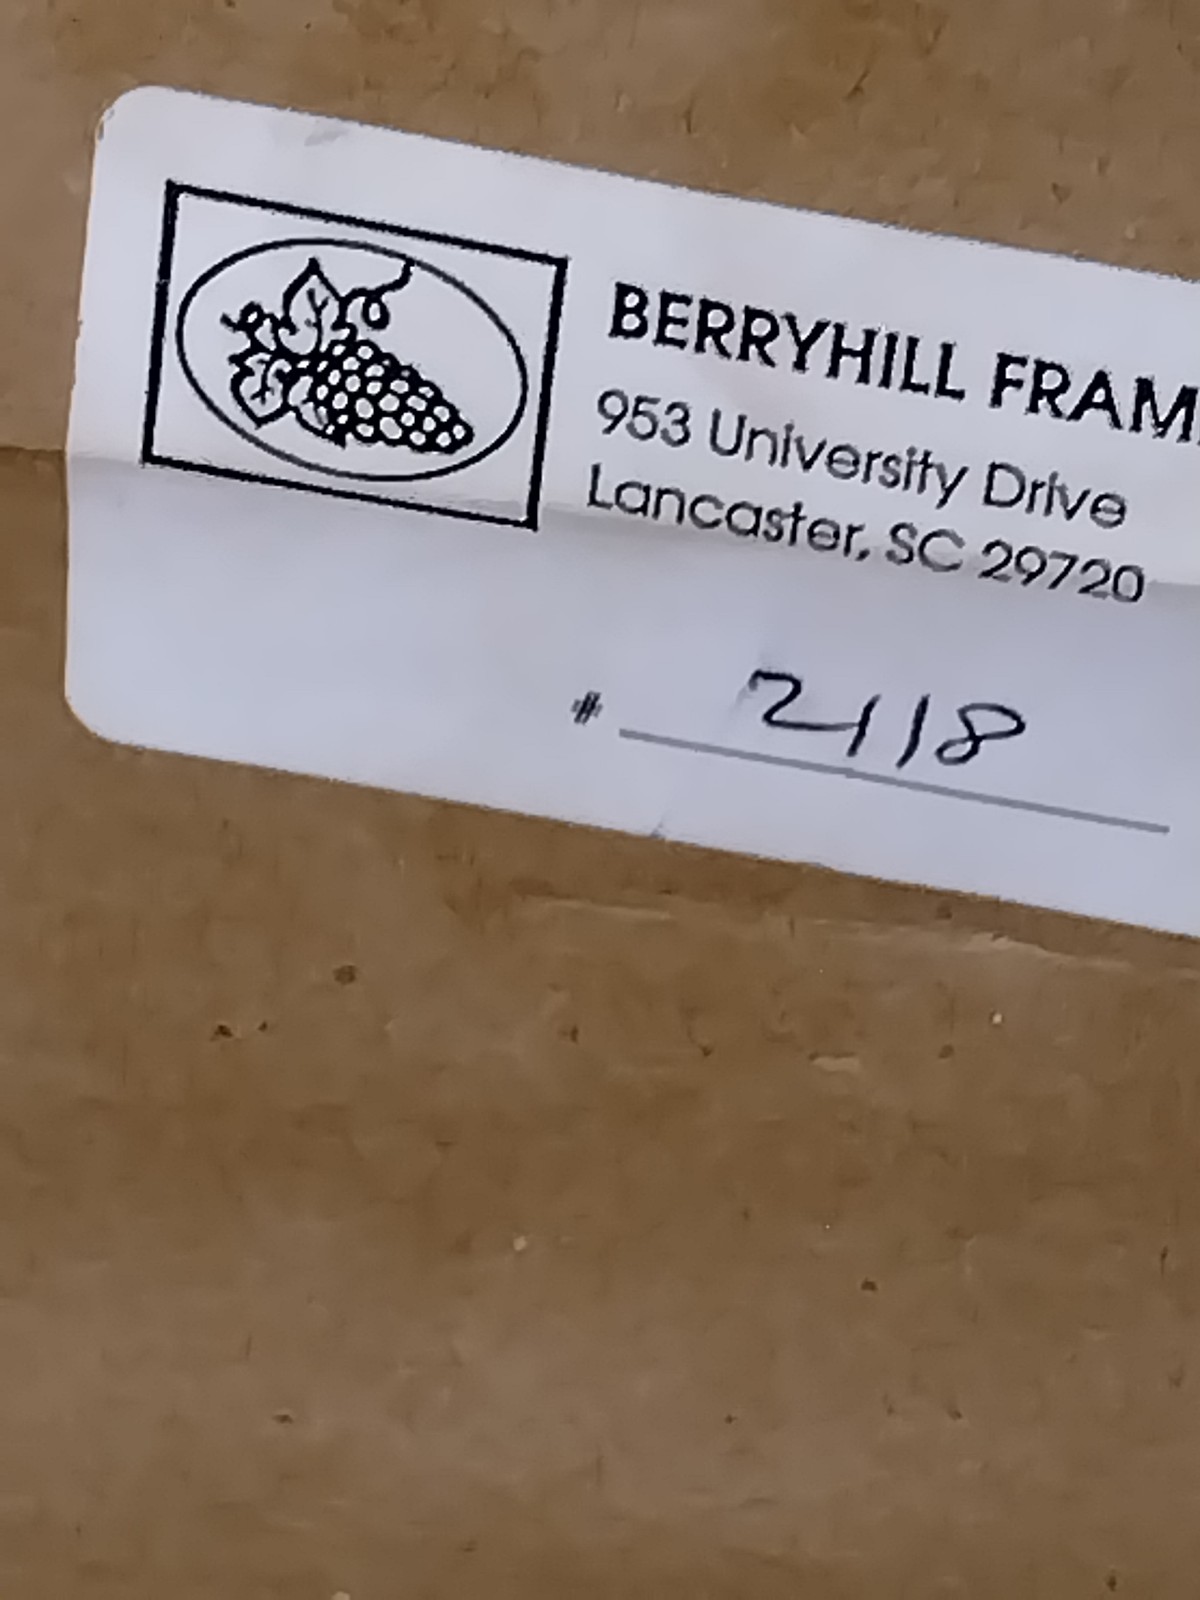 BERRYHILL FRAM
953 University Drive
Lancaster, SC 29720
# 2118